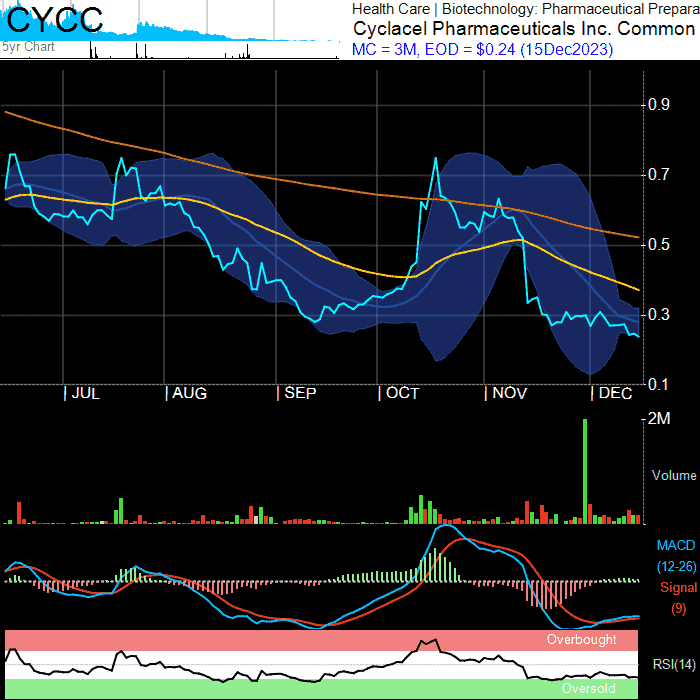 CYCC
5yr Chart
Health Care | Biotechnology: Pharmaceutical Prepara
Cyclacel Pharmaceuticals Inc. Common
MC = 3M, EOD = $0.24 (15Dec2023)
0.9
0.7
0.5
0.3
0.1
| JUL | AUG | SEP | OCT | NOV | DEC
2M
Volume
MACD
(12-26)
Signal
(9)
Overbought
RSI(14)
Oversold